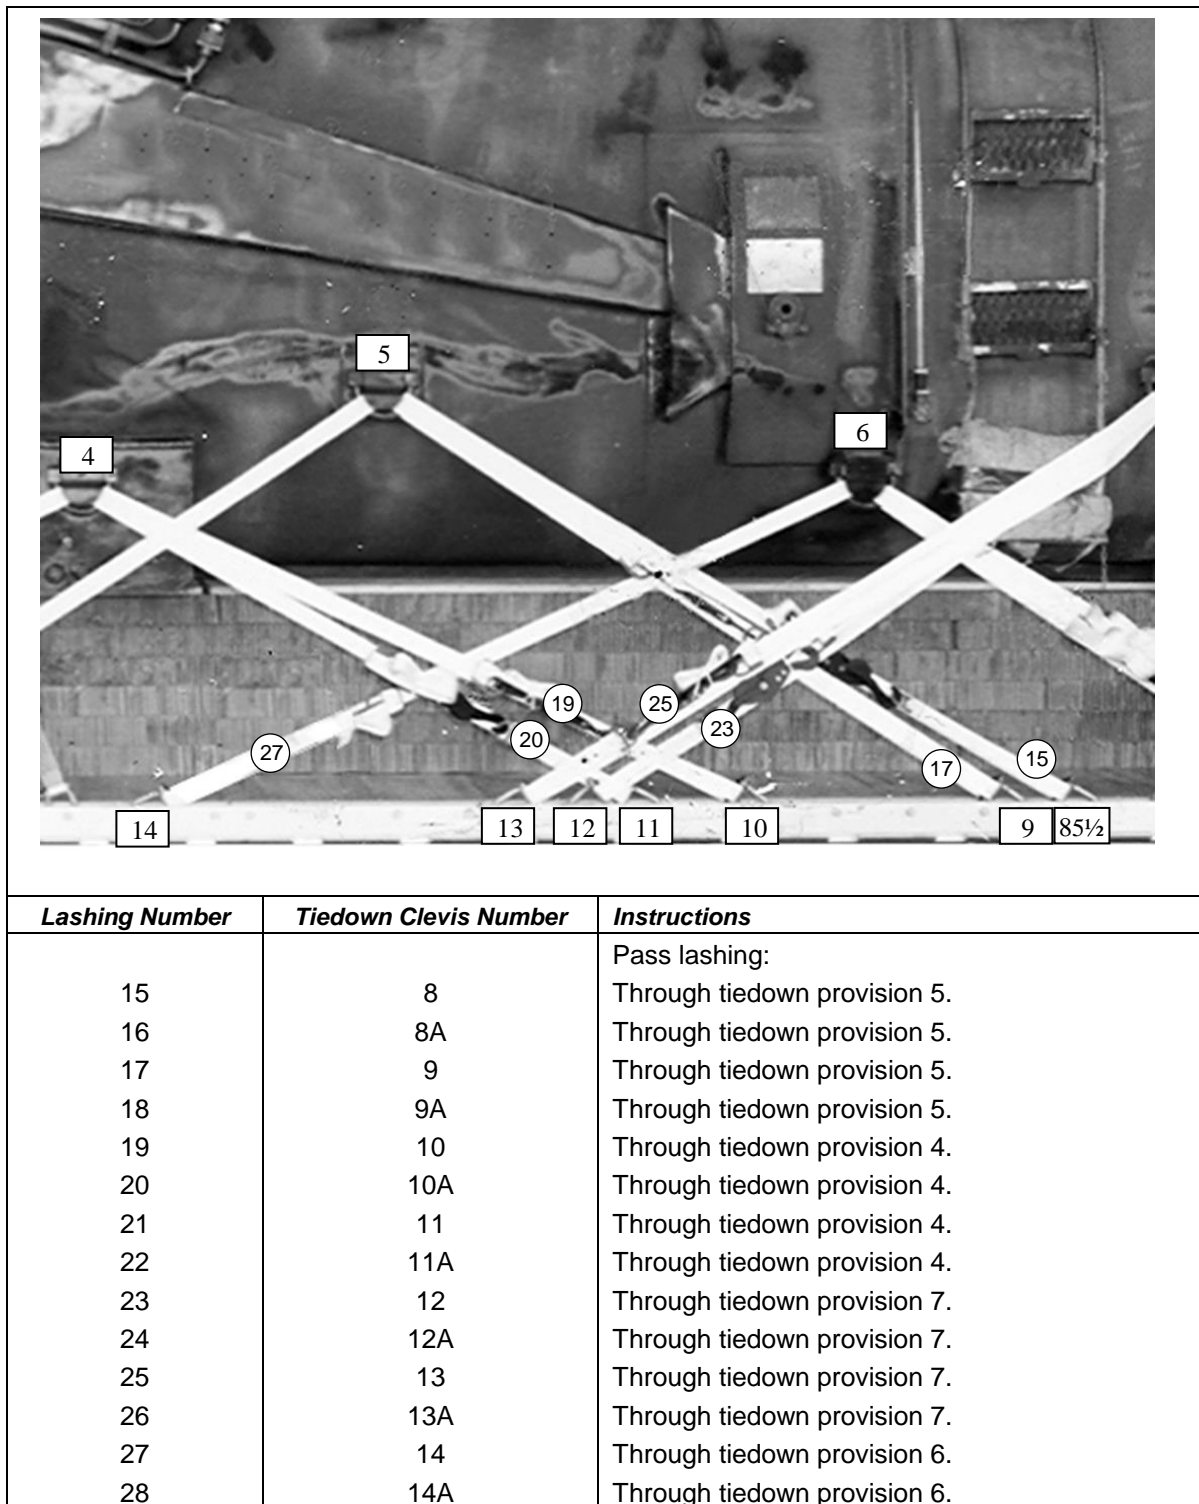 5
4
6
19
25
20
23
27
17
15
14
13
12
11
10
9
85½
Lashing Number Tiedown Clevis Number Instructions
Pass lashing:
15 8 Through tiedown provision 5.
16 8A Through tiedown provision 5.
17 9 Through tiedown provision 5.
18 9A Through tiedown provision 5.
19 10 Through tiedown provision 4.
20 10A Through tiedown provision 4.
21 11 Through tiedown provision 4.
22 11A Through tiedown provision 4.
23 12 Through tiedown provision 7.
24 12A Through tiedown provision 7.
25 13 Through tiedown provision 7.
26 13A Through tiedown provision 7.
27 14 Through tiedown provision 6.
28 14A Through tiedown provision 6.